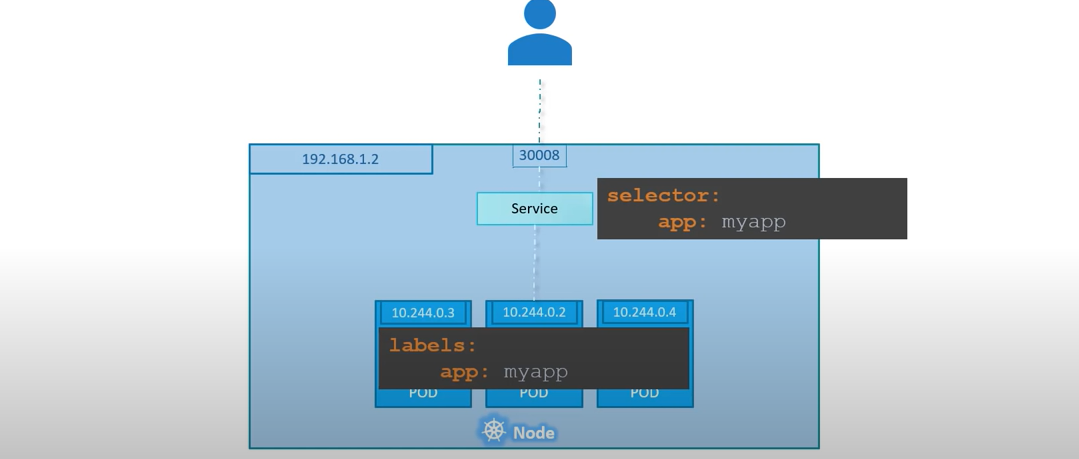 192.168.1.2
30008
Service
selector:
app: myapp
10.244.0.3
10.244.0.2
10.244.0.4
labels:
app: myapp
POD
POD
POD
Node